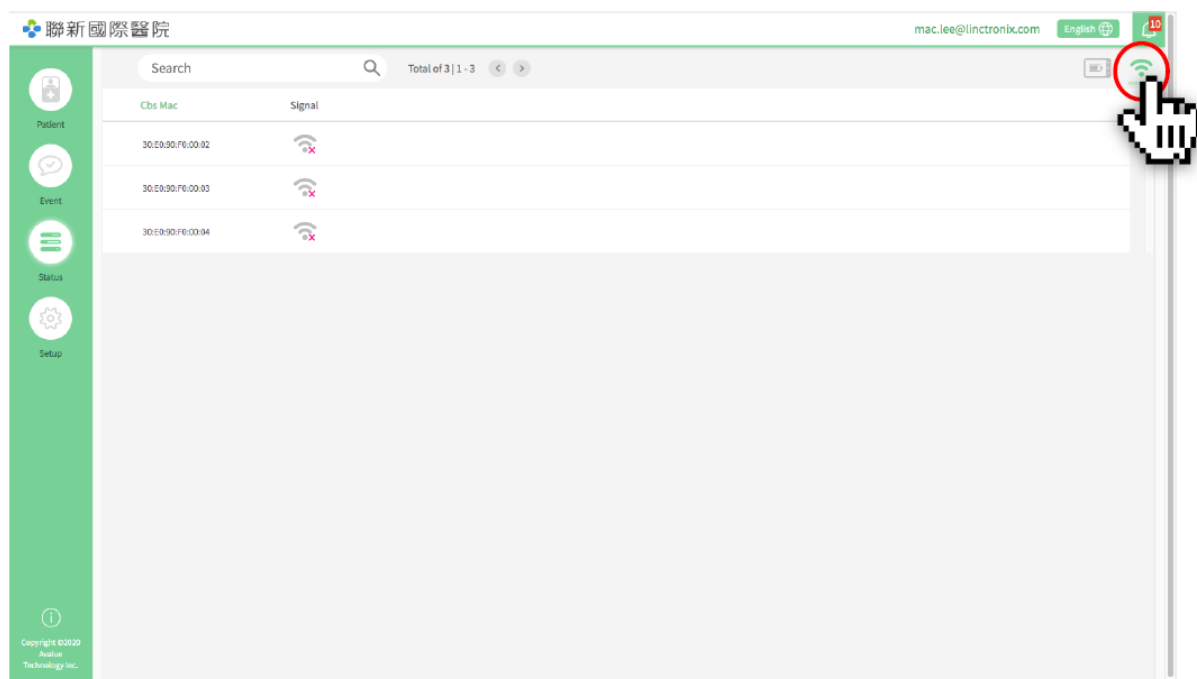 聯新國際醫院
mac.lee@linctronix.com
English
10
Search
Total of 3 | 1 - 3
Cbs Mac
Signal
30:E0:90:F0:00:02
30:E0:90:F0:00:03
30:E0:90:F0:00:04
Patient
Event
Status
Setup
Copyright ©2020
Avalue
Technology Inc.